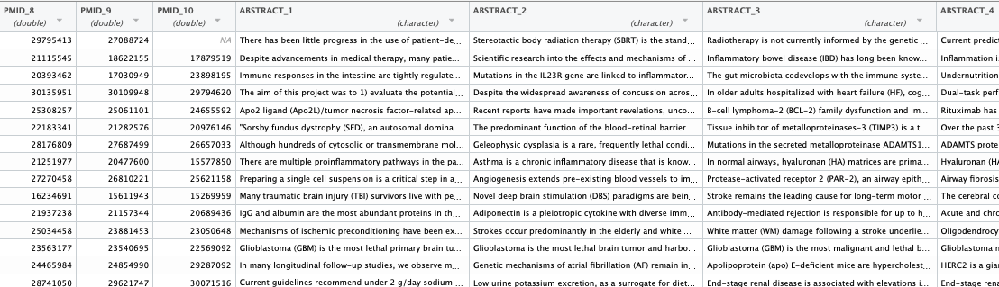 PMID_8 PMID_9 PMID_10 ABSTRACT_1 ABSTRACT_2 ABSTRACT_3 ABSTRACT_4
(double) (double) (double) (character) (character) (character)
29795413 27088724 NA There has been little progress in the use of patient-de... Stereotactic body radiation therapy (SBRT) is the stand... Radiotherapy is not currently informed by the genetic ... Current predict
21115545 18622155 17879519 Despite advancements in medical therapy, many patie... Scientific research into the effects and mechanisms of ... Inflammatory bowel disease (IBD) has long been know... Inflammation i
20393462 17030949 23898195 Immune responses in the intestine are tightly regulate... Mutations in the IL23R gene are linked to inflammator... The gut microbiota codevelops with the immune syste... Undernutrition
30135951 30109948 29794620 The aim of this project was to 1) evaluate the potential... Despite the widespread awareness of concussion acros... In older adults hospitalized with heart failure (HF), cog... Dual-task perf
25308257 25061101 24655592 Apo2 ligand (Apo2L)/tumor necrosis factor-related ap... Recent reports have made important revelations, unco... B-cell lymphoma-2 (BCL-2) family dysfunction and im... Rituximab has
22183341 21282576 20976146 "Sorsby fundus dystrophy (SFD), an autosomal domina... The predominant function of the blood-retinal barrier ... Tissue inhibitor of metalloproteinases-3 (TIMP3) is a t... Over the past
28176809 27687499 26657033 Although hundreds of cytosolic or transmembrane mol... Geleophysic dysplasia is a rare, frequently lethal condi... Mutations in the secreted metalloproteinase ADAMTS1... ADAMTS prote
21251977 20477600 15577850 There are multiple proinflammatory pathways in the pa... Asthma is a chronic inflammatory disease that is know... In normal airways, hyaluronan (HA) matrices are prima... Hyaluronan (H
27270458 26810221 25621158 Preparing a single cell suspension is a critical step in a... Angiogenesis extends pre-existing blood vessels to im... Protease-activated receptor 2 (PAR-2), an airway epith... Airway fibrosis
16234691 15611943 15269959 Many traumatic brain injury (TBI) survivors live with pe... Novel deep brain stimulation (DBS) paradigms are bein... Stroke remains the leading cause for long-term motor ... The cerebral co
21937238 21157344 20689436 IgG and albumin are the most abundant proteins in th... Adiponectin is a pleiotropic cytokine with diverse imm... Antibody-mediated rejection is responsible for up to h... Acute and chro
25034458 23881453 23050648 Mechanisms of ischemic preconditioning have been ex... Strokes occur predominantly in the elderly and white ... White matter (WM) damage following a stroke underlie... Oligodendrocy
23563177 23540695 22569092 Glioblastoma (GBM) is the most lethal primary brain tu... Glioblastoma is the most lethal brain tumor and harbo... Glioblastoma (GBM) is the most malignant and lethal b... Glioblastoma m
24465984 24854990 29287092 In many longitudinal follow-up studies, we observe m... Genetic mechanisms of atrial fibrillation (AF) remain in... Apolipoprotein (apo) E-deficient mice are hypercholest... HERC2 is a gia
28741050 29621747 30071516 Current guidelines recommend under 2 g/day sodium ... Low urine potassium excretion, as a surrogate for diet... End-stage renal disease is associated with elevations i... End-stage rena